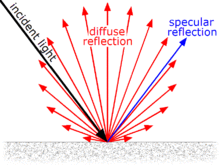 incident light
diffuse
reflection
specular
reflection